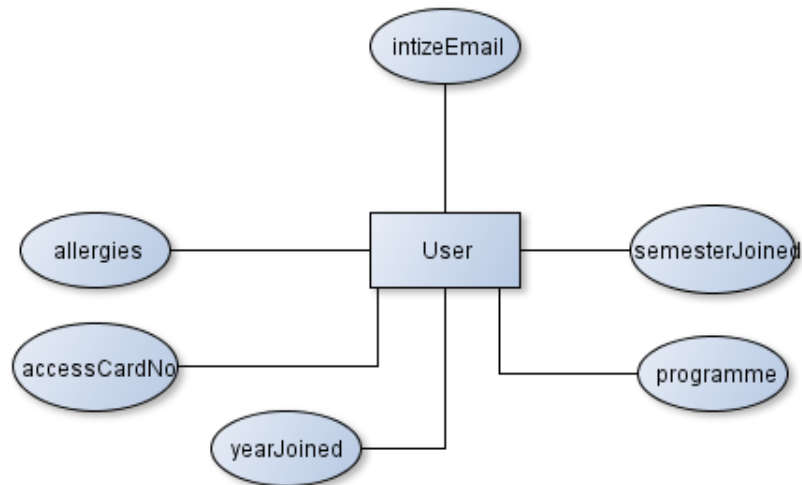 intizeEmail
allergies
User
semesterJoined
accessCardNo
programme
yearJoined